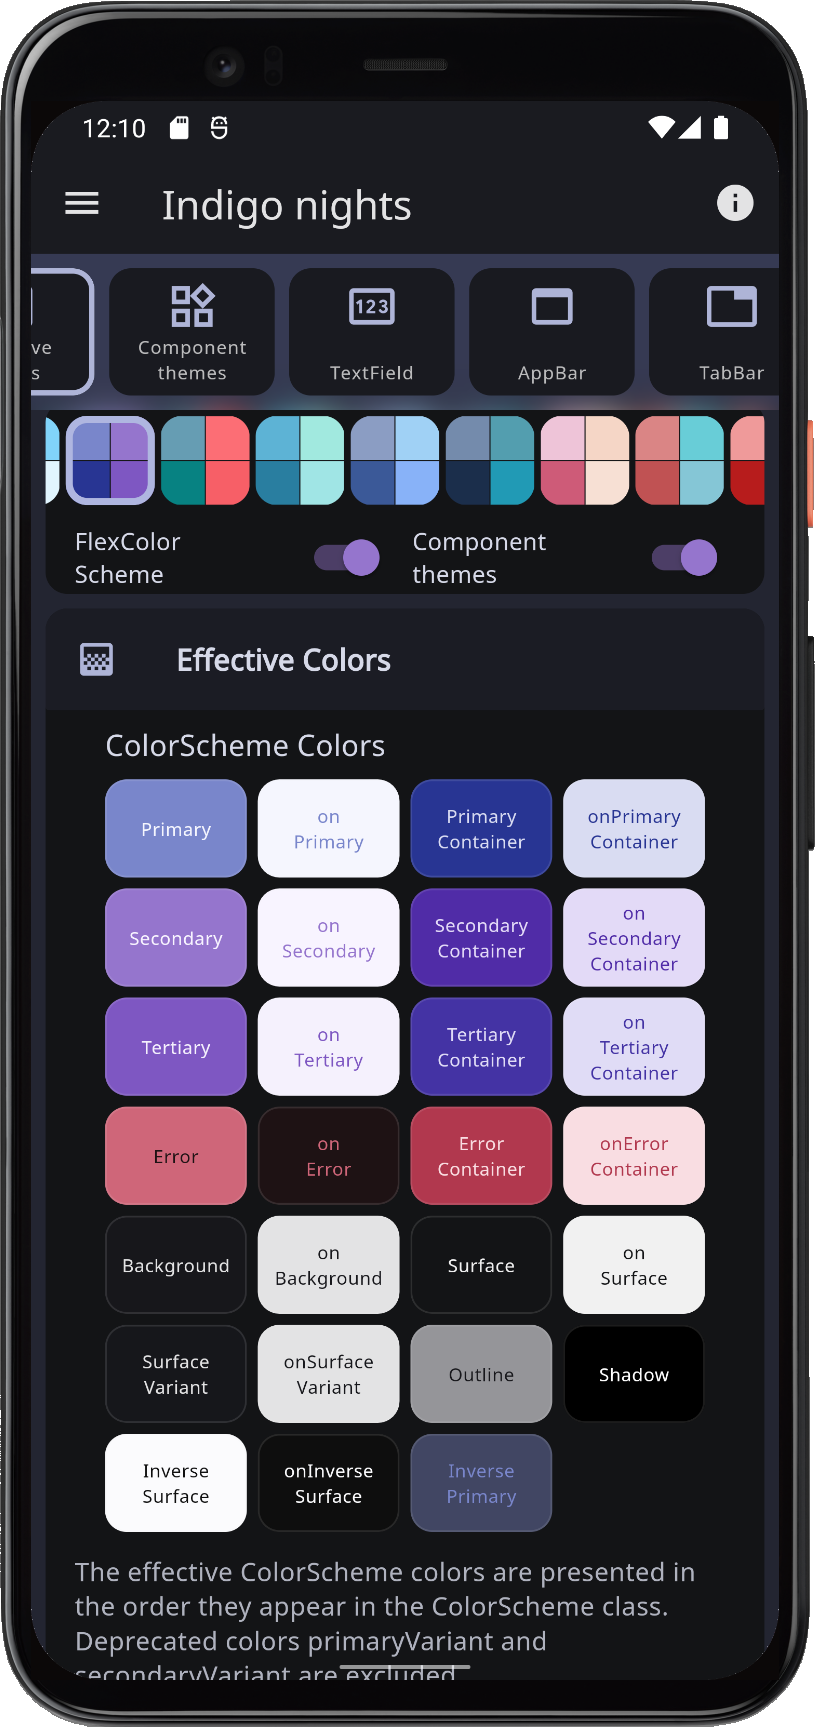 12:10
Indigo nights
ve
s
Component
themes
123
TextField
AppBar
TabBar
FlexColor
Scheme
Component
themes
Effective Colors
ColorScheme Colors
Primary
on
Primary
Primary
Container
onPrimary
Container
Secondary
on
Secondary
Secondary
Container
on
Secondary
Container
Tertiary
on
Tertiary
Tertiary
Container
on
Tertiary
Container
Error
on
Error
Error
Container
onError
Container
Background
on
Background
Surface
on
Surface
Surface
Variant
onSurface
Variant
Outline
Shadow
Inverse
Surface
onInverse
Surface
Inverse
Primary
The effective ColorScheme colors are presented in
the order they appear in the ColorScheme class.
Deprecated colors primaryVariant and
secondaryVariant are excluded